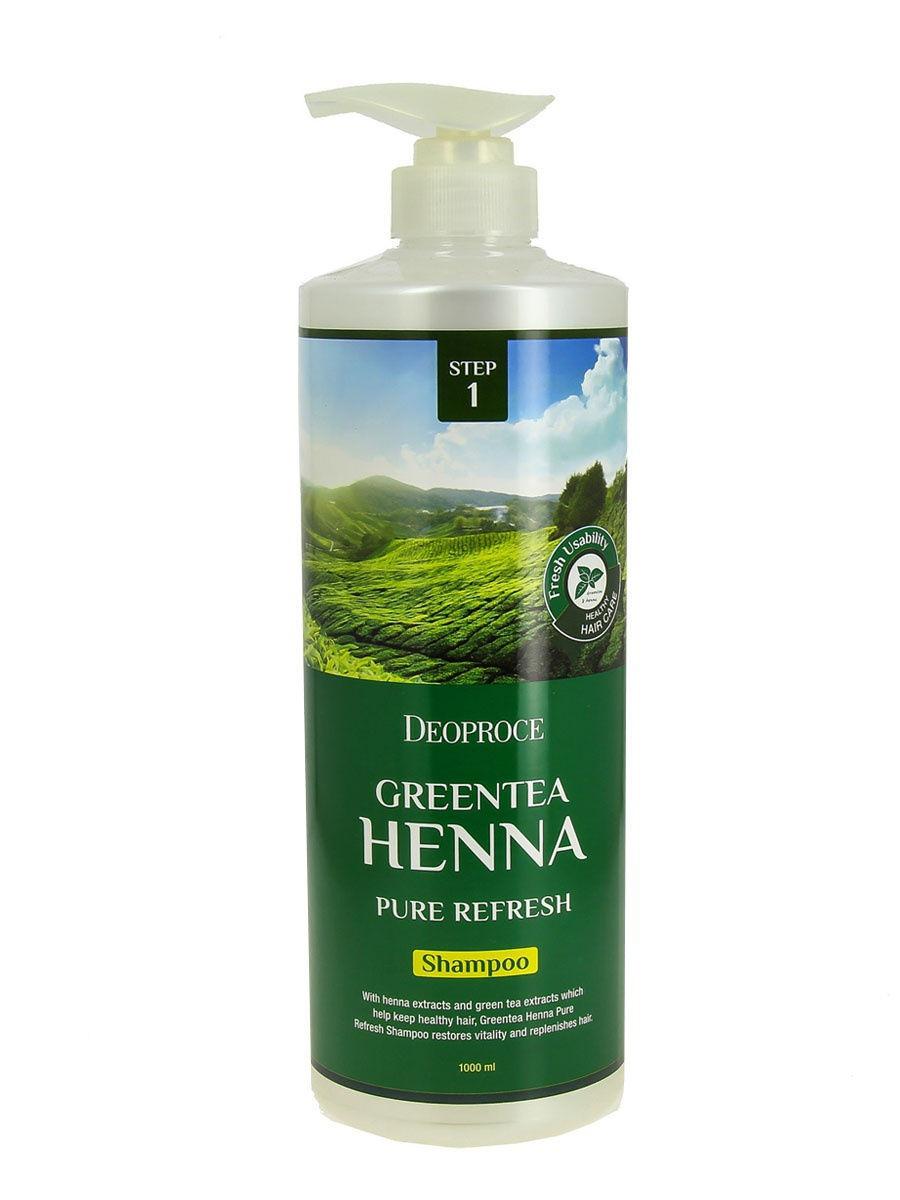 STEP
1
Fresh Usability
HEALTHY
HAIR CARE
DEOPROCE
GREENTEA
HENNA
PURE REFRESH
Shampoo
With henna extracts and green tea extracts which
help keep healthy hair, Greentea Henna Pure
Refresh Shampoo restores vitality and replenishes hair.
1000 ml